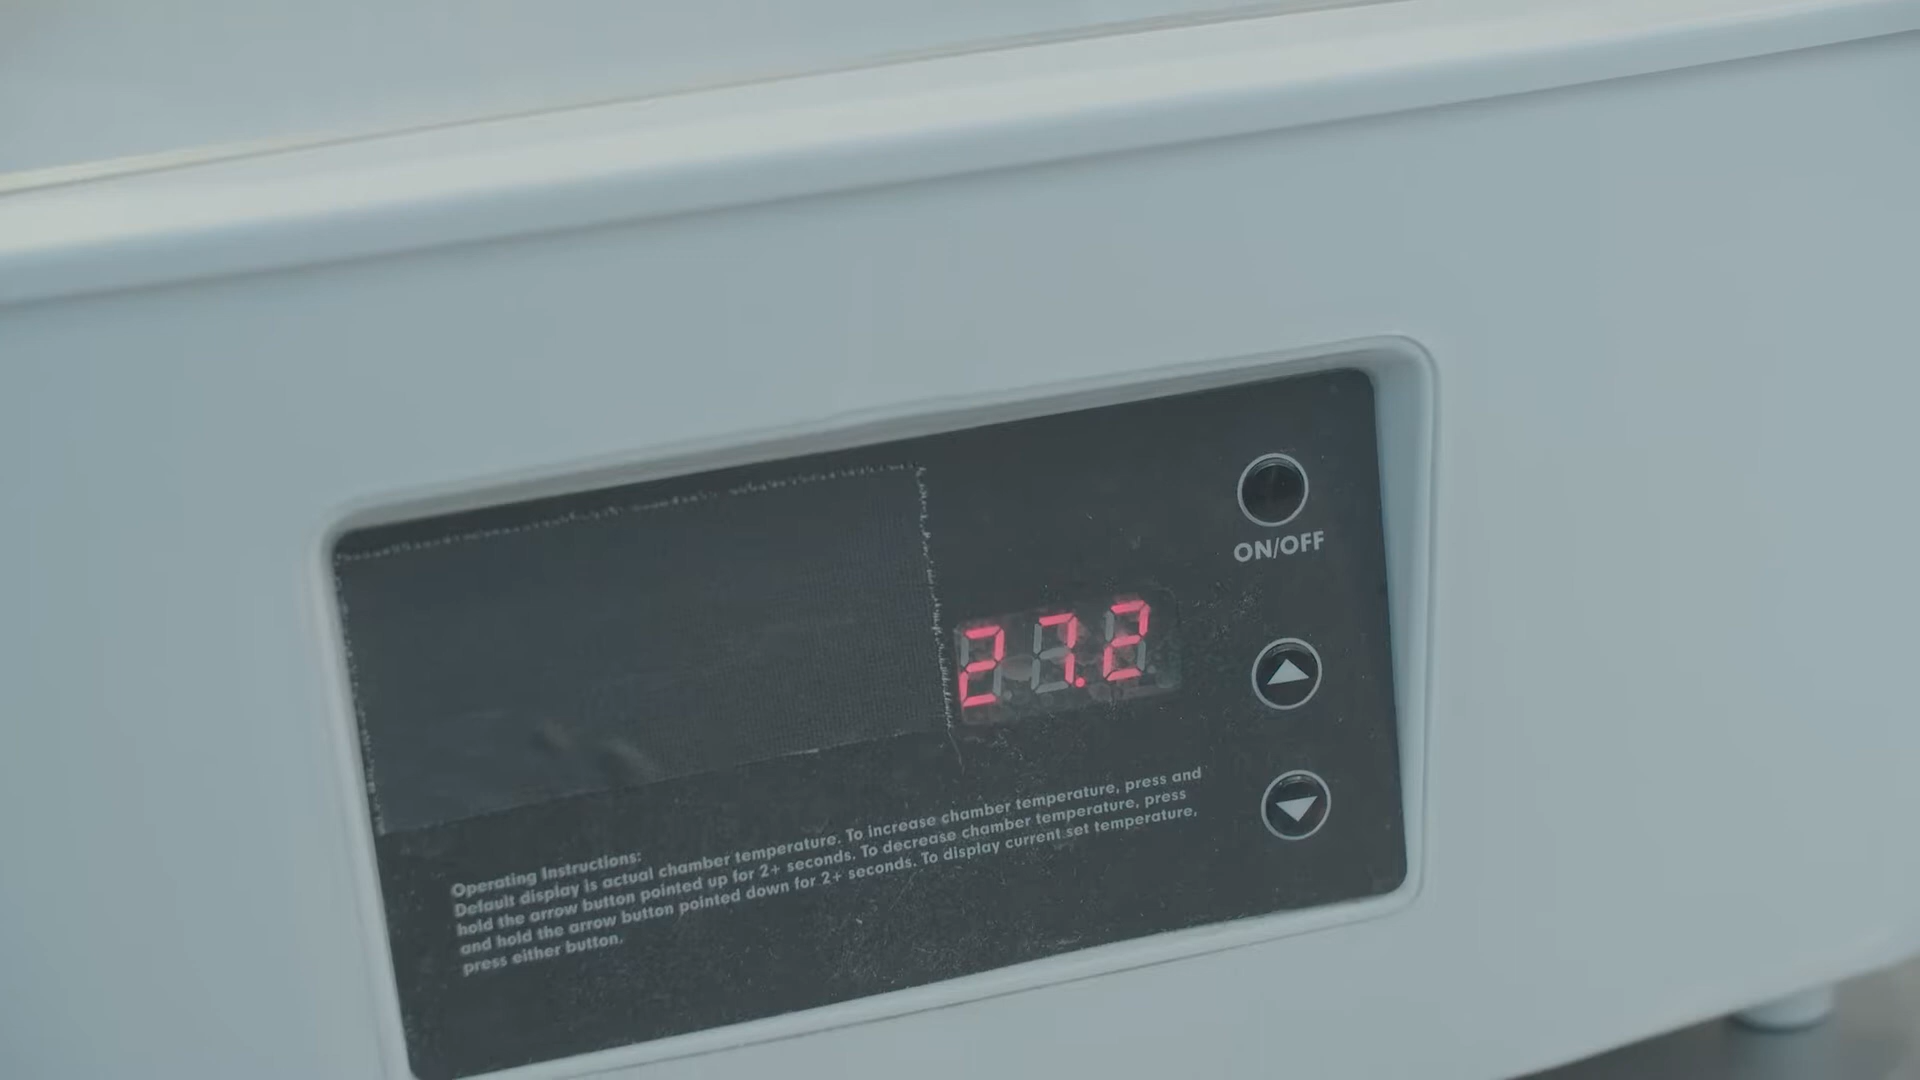 ON/OFF
27.2
Operating Instructions:
Default display is actual chamber temperature. To increase chamber temperature, press and
hold the arrow button pointed up for 2+ seconds. To decrease chamber temperature, press
and hold the arrow button pointed down for 2+ seconds. To display current set temperature,
press either button.